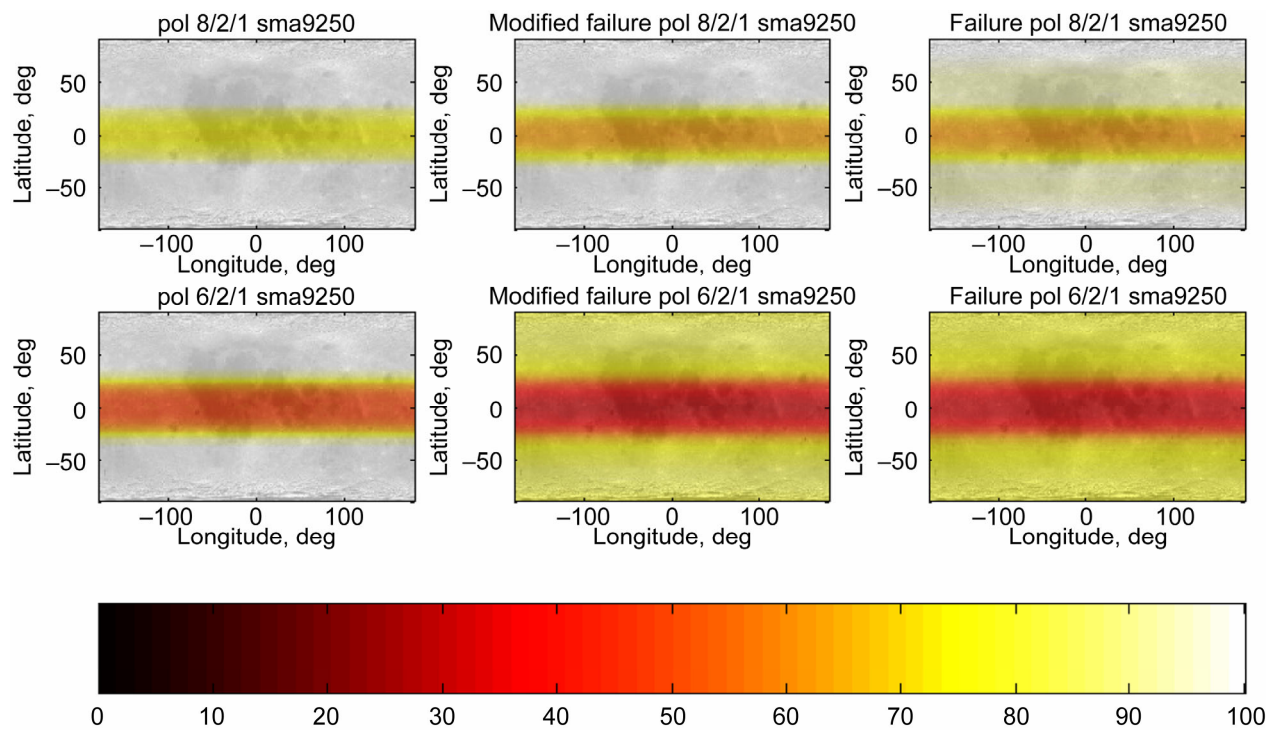 pol 8/2/1 sma9250 Modified failure pol 8/2/1 sma9250 Failure pol 8/2/1 sma9250
Latitude, deg Latitude, deg Latitude, deg
50 50 50
0 0 0
–50 –50 –50
–100 0 100 –100 0 100 –100 0 100
Longitude, deg Longitude, deg Longitude, deg
pol 6/2/1 sma9250 Modified failure pol 6/2/1 sma9250 Failure pol 6/2/1 sma9250
Latitude, deg Latitude, deg Latitude, deg
50 50 50
0 0 0
–50 –50 –50
–100 0 100 –100 0 100 –100 0 100
Longitude, deg Longitude, deg Longitude, deg
0 10 20 30 40 50 60 70 80 90 100